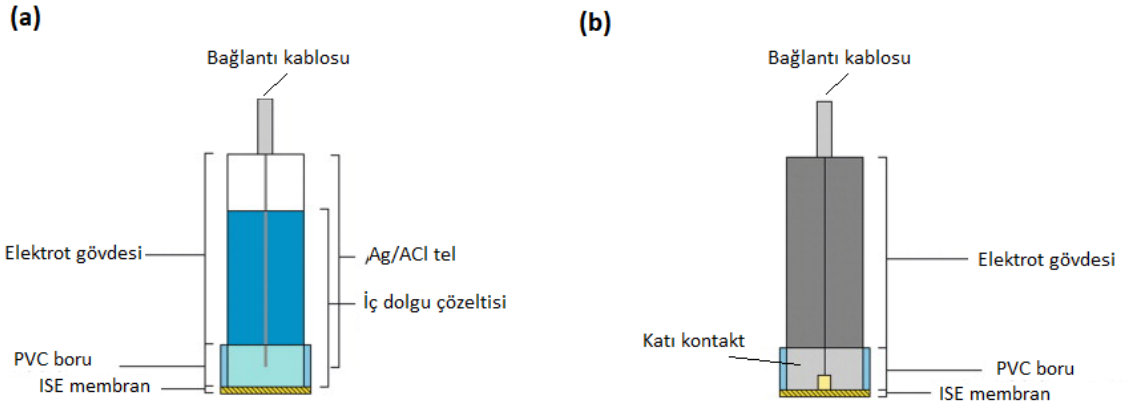 (a)
Bağlantı kablosu
Elektrot gövdesi
Ag/ACl tel
İç dolgu çözeltisi
PVC boru
ISE membran
(b)
Bağlantı kablosu
Elektrot gövdesi
Katı kontakt
PVC boru
ISE membran